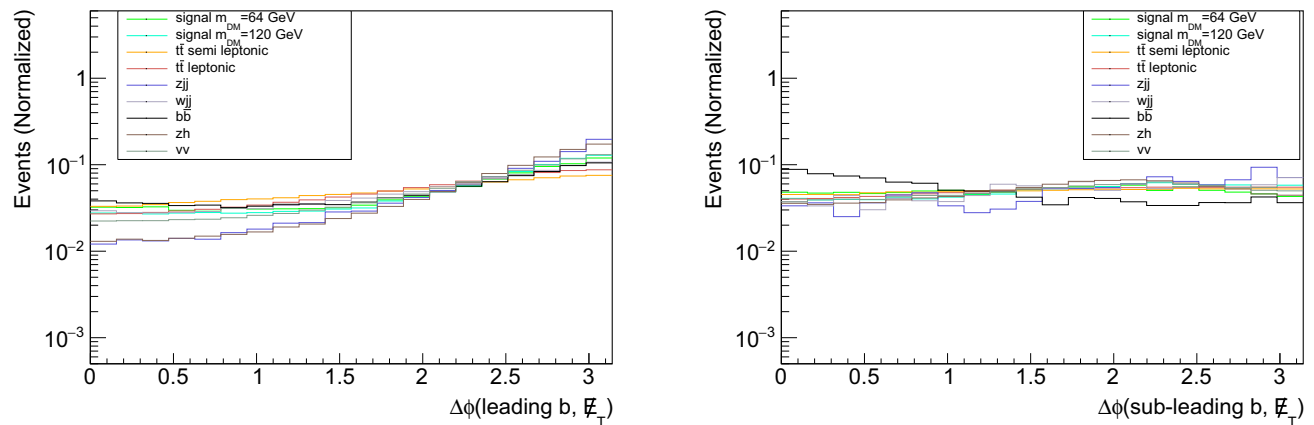 signal m_DM=64 GeV
signal m_DM=120 GeV
tt̄ semi leptonic
tt̄ leptonic
zjj
wjj
bb̄
zh
vv
Events (Normalized)
1
10⁻¹
10⁻²
10⁻³
0 0.5 1 1.5 2 2.5 3
Δϕ(leading b, E̸_T)
signal m_DM=64 GeV
signal m_DM=120 GeV
tt̄ semi leptonic
tt̄ leptonic
zjj
wjj
bb̄
zh
vv
Events (Normalized)
1
10⁻¹
10⁻²
10⁻³
0 0.5 1 1.5 2 2.5 3
Δϕ(sub-leading b, E̸_T)